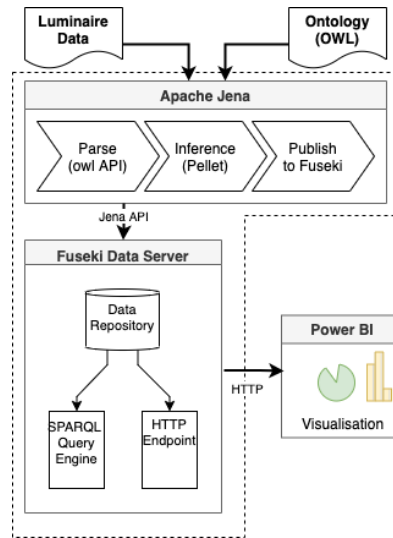 Luminaire
Data
Ontology
(OWL)
Apache Jena
Parse
(owl API)
Inference
(Pellet)
Publish
to Fuseki
Jena API
Fuseki Data Server
Data
Repository
SPARQL
Query
Engine
HTTP
Endpoint
HTTP
Power BI
Visualisation